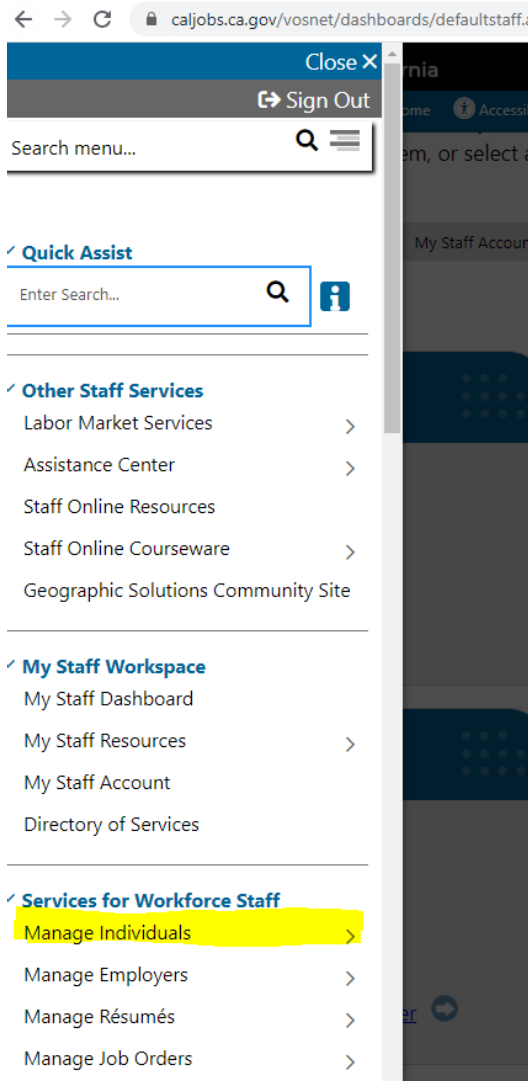 caljobs.ca.gov/vosnet/dashboards/defaultstaff.a
Close ×
rnia
Sign Out
ome Accessi
Search menu...
em, or select a
Quick Assist
My Staff Accoun
Enter Search...
Other Staff Services
Labor Market Services
Assistance Center
Staff Online Resources
Staff Online Courseware
Geographic Solutions Community Site
My Staff Workspace
My Staff Dashboard
My Staff Resources
My Staff Account
Directory of Services
Services for Workforce Staff
Manage Individuals
Manage Employers
Manage Résumés
er
Manage Job Orders